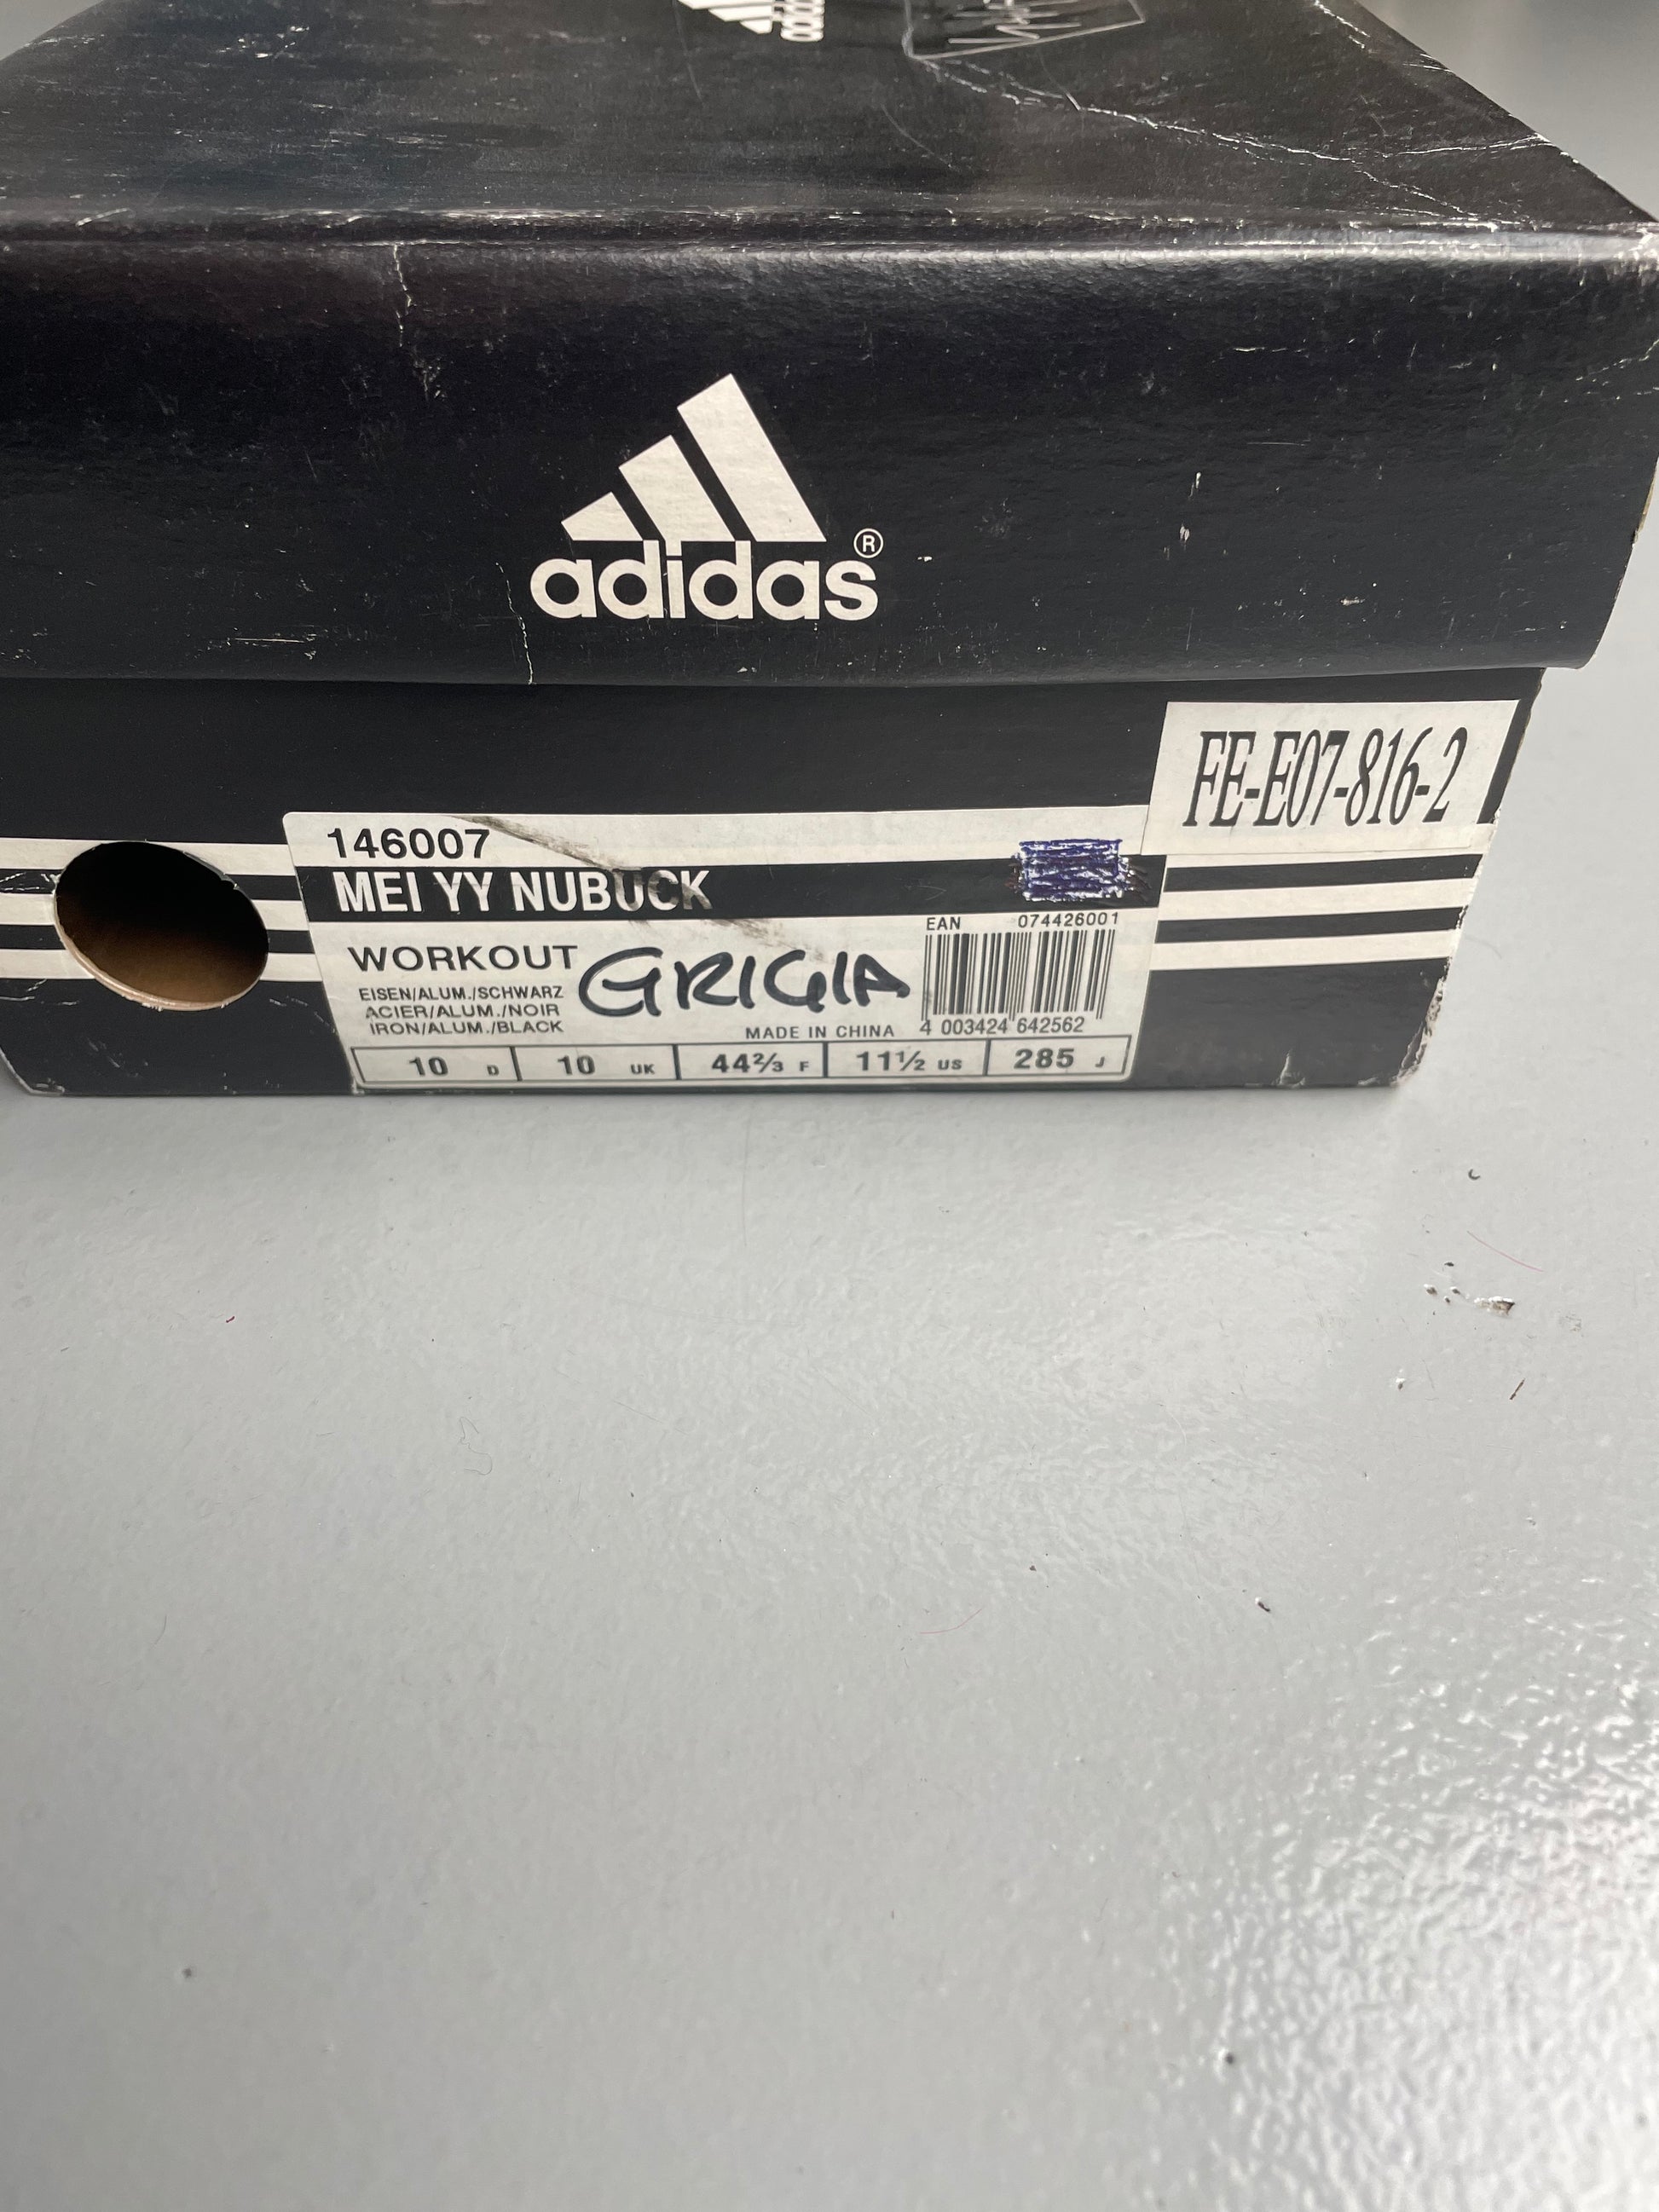 adidas
adidas®
FE-E07-816-2
146007
MEI YY NUBUCK
EAN 074426001
WORKOUT GRIGIA
EISEN/ALUM./SCHWARZ
ACIER/ALUM./NOIR
IRON/ALUM./BLACK
MADE IN CHINA 4 003424 642562
10 D 10 UK 44⅔ F 11½ US 285 J